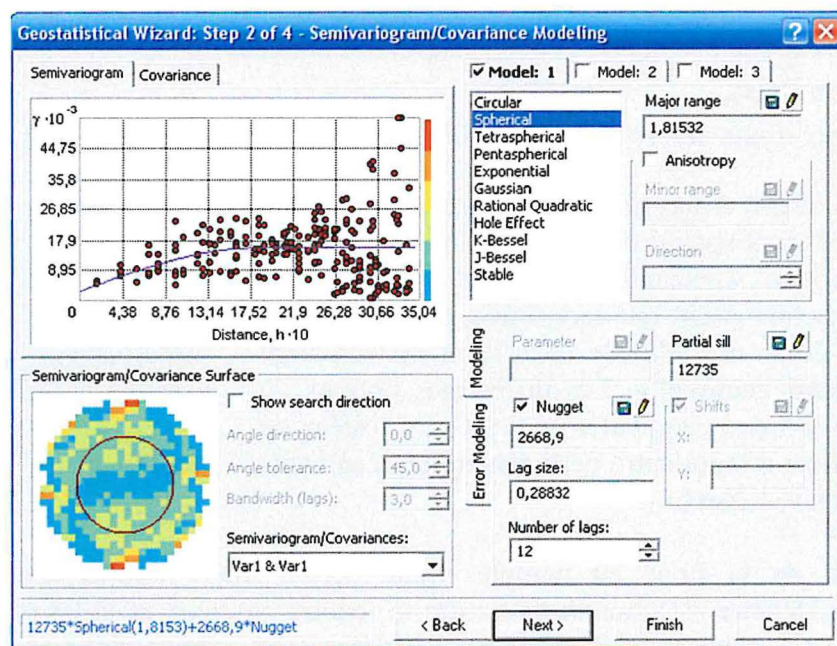 Geostatistical Wizard: Step 2 of 4 - Semivariogram/Covariance Modeling
Semivariogram
Covariance
γ ·10⁻³
44,75
35,8
26,85
17,9
8,95
0 4,38 8,76 13,14 17,52 21,9 26,28 30,66 35,04
Distance, h ·10
Semivariogram/Covariance Surface
Show search direction
Angle direction: 0,0
Angle tolerance: 45,0
Bandwidth (lags): 3,0
Semivariogram/Covariances:
Var1 & Var1
Model: 1
Model: 2
Model: 3
Circular
Spherical
Tetraspherical
Pentaspherical
Exponential
Gaussian
Rational Quadratic
Hole Effect
K-Bessel
J-Bessel
Stable
Major range
1,81532
Anisotropy
Minor range
Direction
Modeling
Error Modeling
Parameter
Partial sill
12735
Nugget
2668,9
Shifts
X:
Y:
Lag size:
0,28832
Number of lags:
12
12735*Spherical(1,8153)+2668,9*Nugget
< Back
Next >
Finish
Cancel